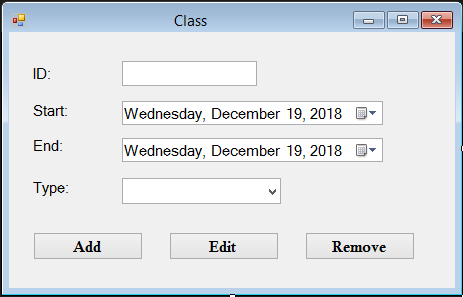 Class
ID:
Start: Wednesday, December 19, 2018
End: Wednesday, December 19, 2018
Type:
Add Edit Remove